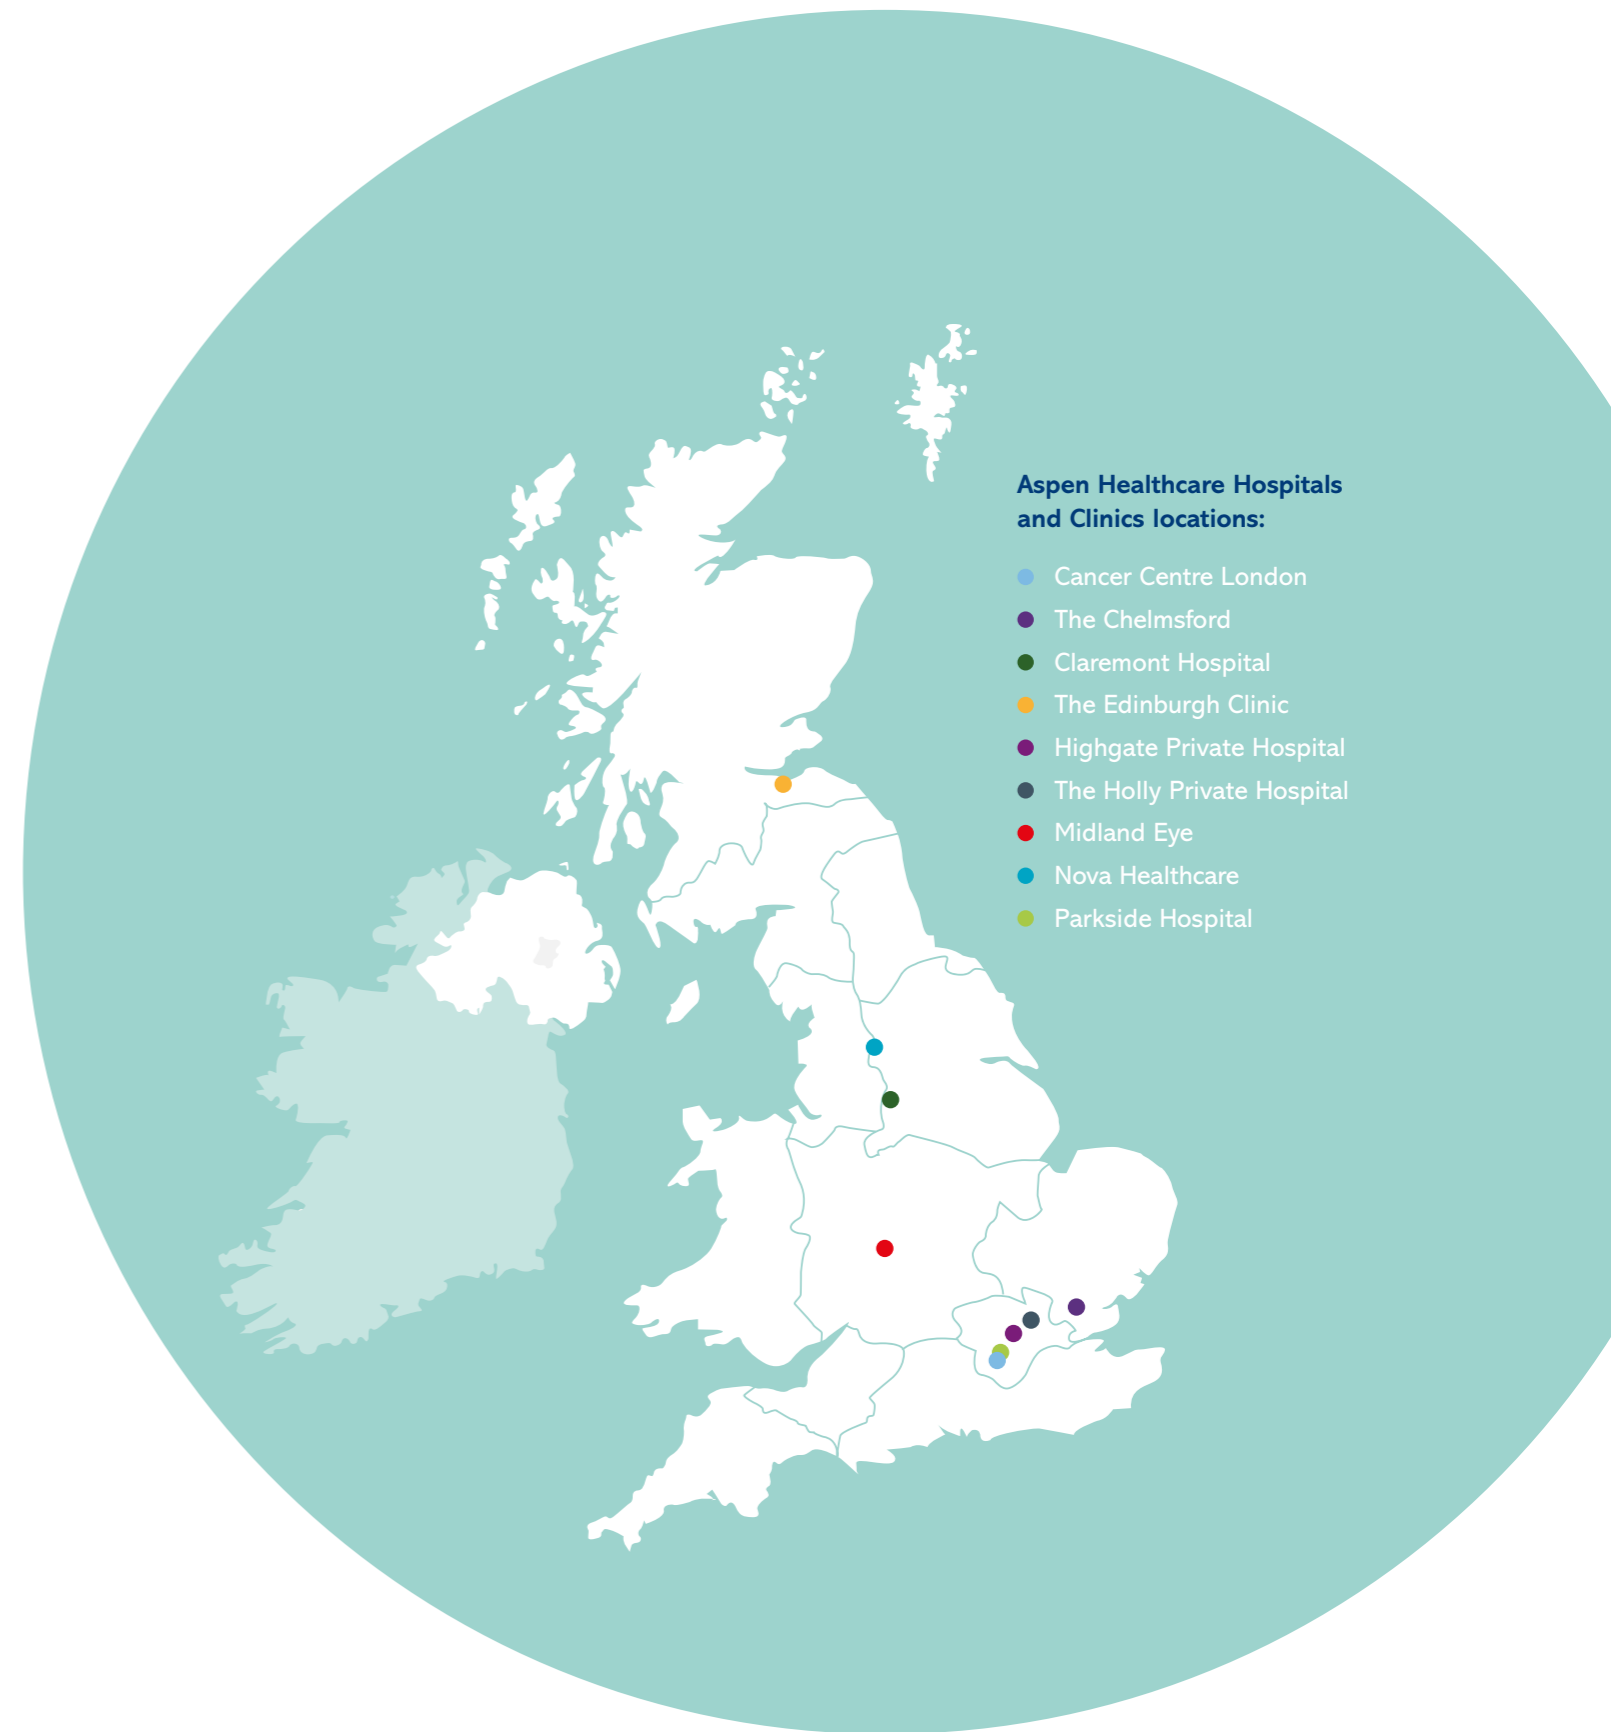 Aspen Healthcare Hospitals
and Clinics locations:
Cancer Centre London
The Chelmsford
Claremont Hospital
The Edinburgh Clinic
Highgate Private Hospital
The Holly Private Hospital
Midland Eye
Nova Healthcare
Parkside Hospital